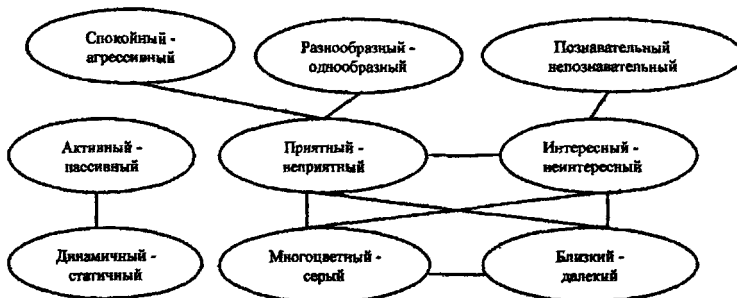 Спокойный -
агрессивный
Разнообразный -
однообразный
Познавательный
непознавательный
Активный -
пассивный
Приятный -
неприятный
Интересный -
неинтересный
Динамичный -
статичный
Многоцветный -
серый
Близкий -
далекий